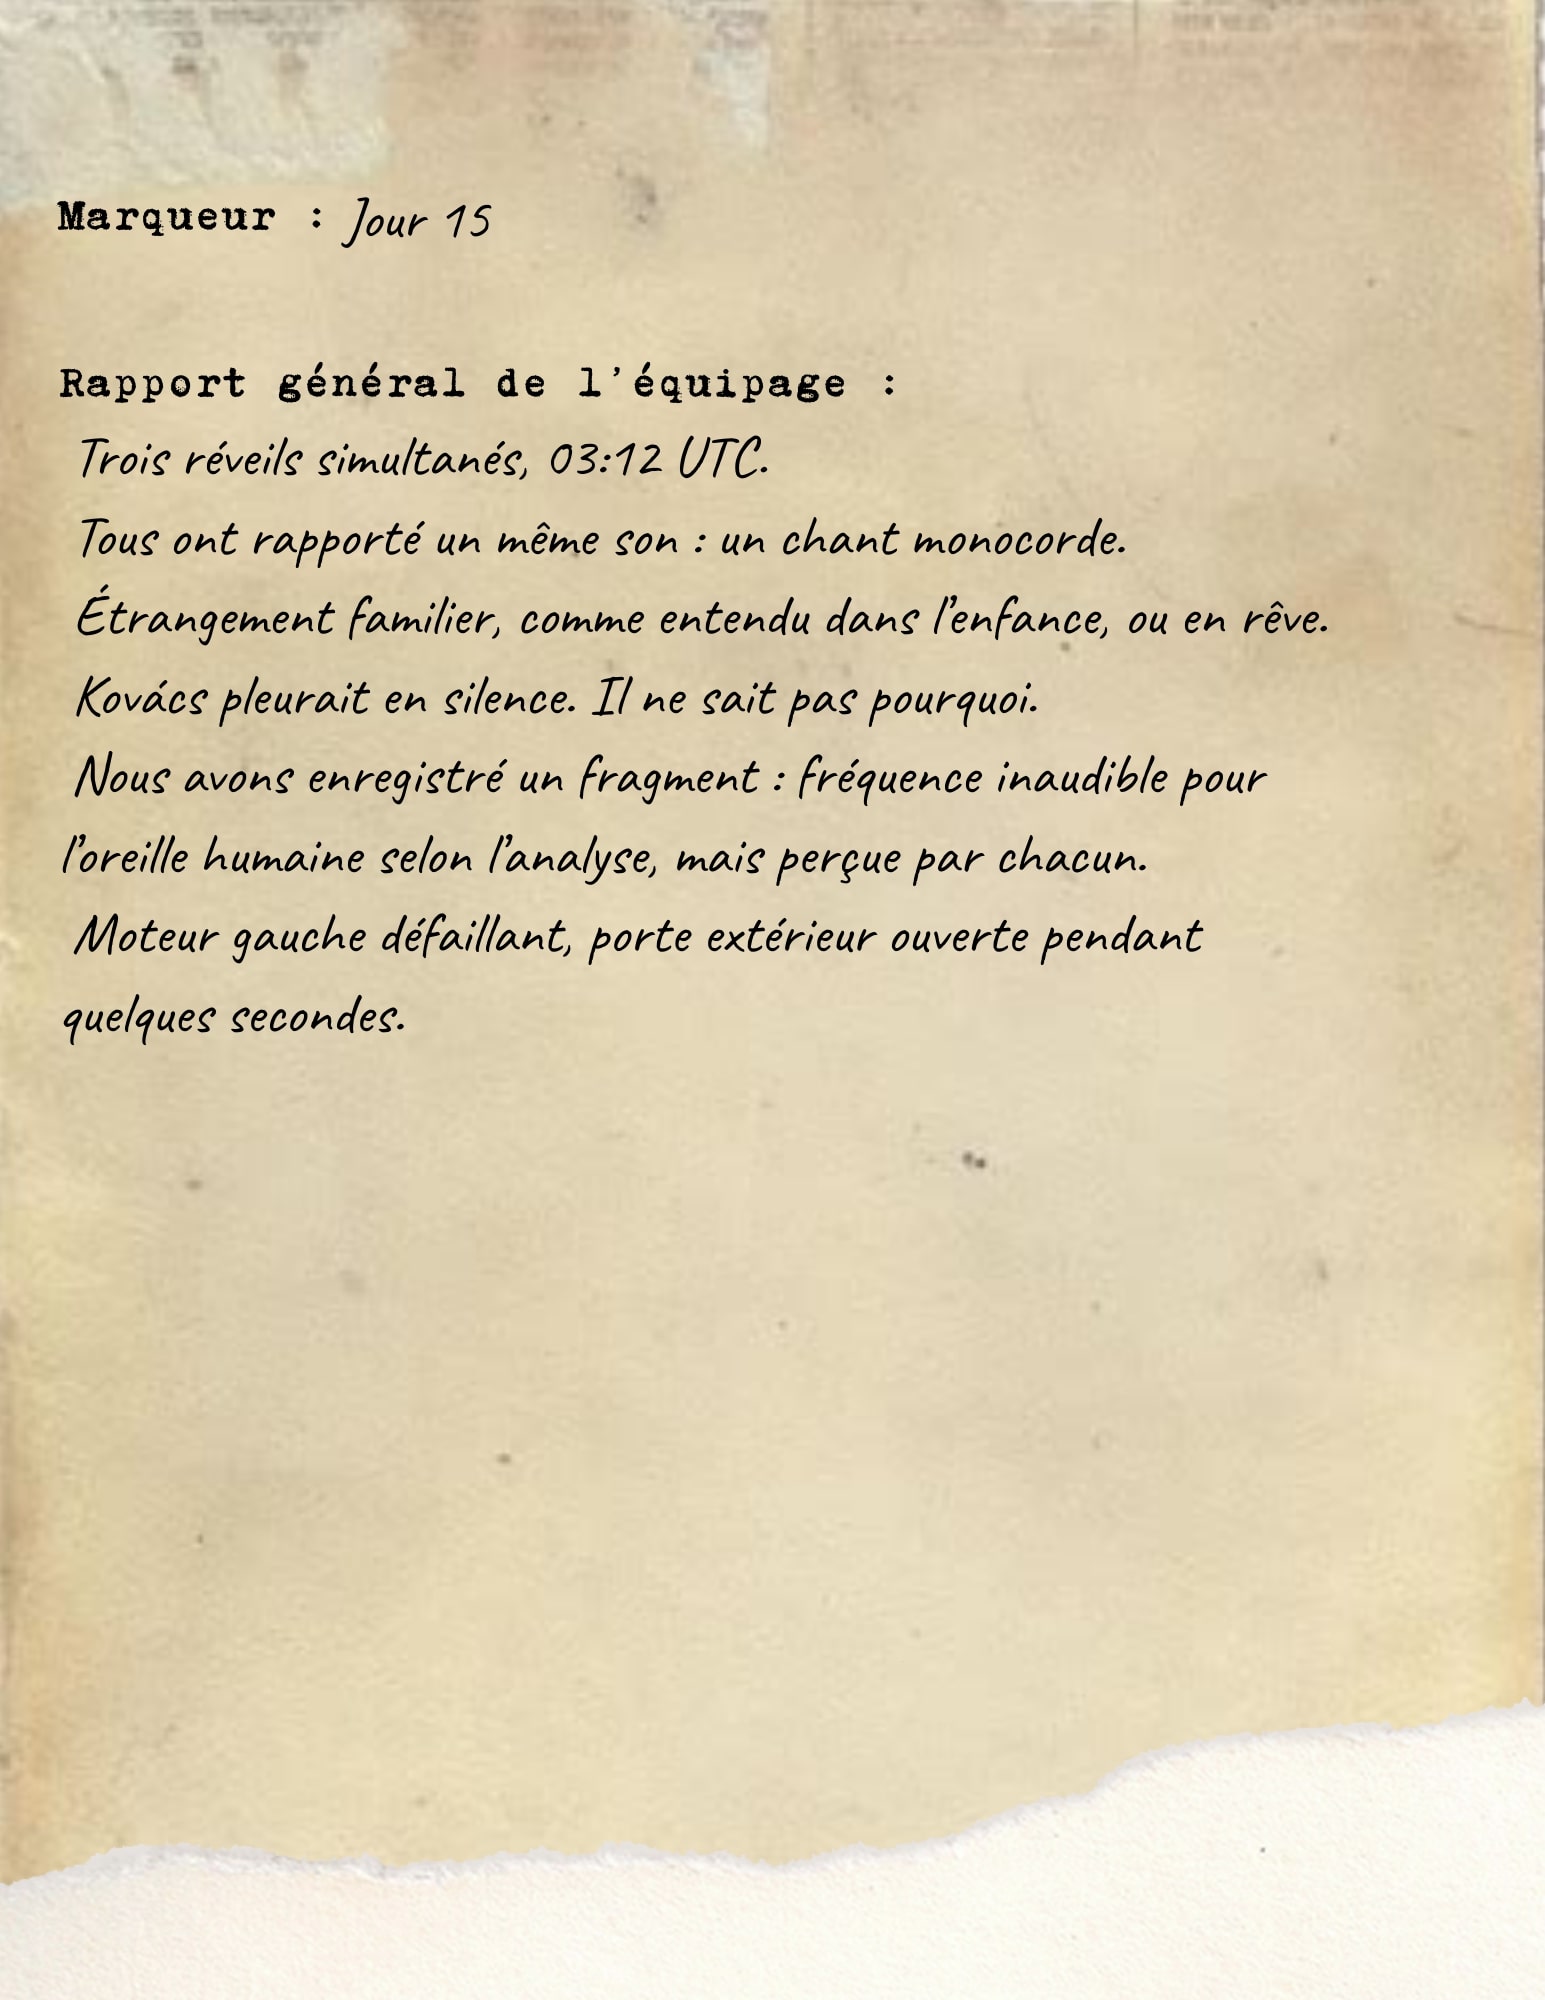 Marqueur : Jour 15
Rapport général de l'équipage :
Trois réveils simultanés, 03:12 UTC.
Tous ont rapporté un même son : un chant monocorde.
Étrangement familier, comme entendu dans l'enfance, ou en rêve.
Kovács pleurait en silence. Il ne sait pas pourquoi.
Nous avons enregistré un fragment : fréquence inaudible pour
l'oreille humaine selon l'analyse, mais perçue par chacun.
Moteur gauche défaillant, porte extérieur ouverte pendant
quelques secondes.